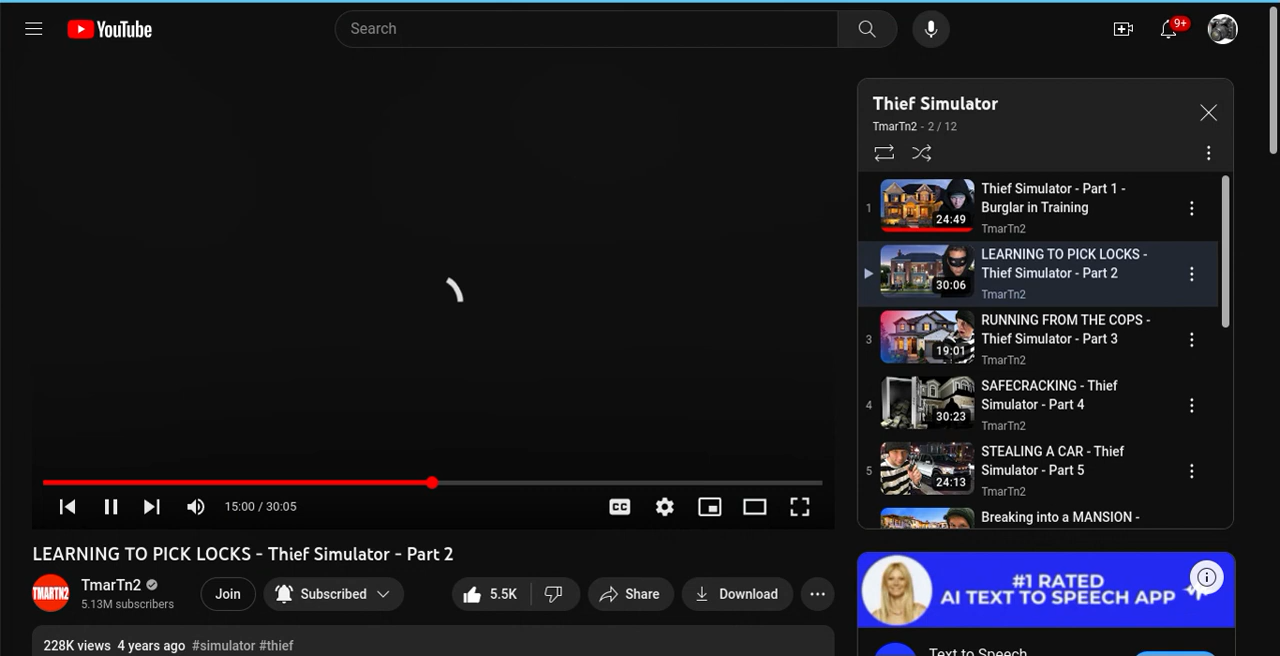 YouTube
Search
9+
Thief Simulator
TmarTn2 - 2 / 12
1
24:49
Thief Simulator - Part 1 -
Burglar in Training
TmarTn2
30:06
LEARNING TO PICK LOCKS -
Thief Simulator - Part 2
TmarTn2
3
19:01
RUNNING FROM THE COPS -
Thief Simulator - Part 3
TmarTn2
4
30:23
SAFECRACKING - Thief
Simulator - Part 4
TmarTn2
5
24:13
STEALING A CAR - Thief
Simulator - Part 5
TmarTn2
Breaking into a MANSION -
15:00 / 30:05
CC
LEARNING TO PICK LOCKS - Thief Simulator - Part 2
TMARTN2
TmarTn2
5.13M subscribers
Join
Subscribed
5.5K
Share
Download
228K views 4 years ago #simulator #thief
#1 RATED
AI TEXT TO SPEECH APP
Text to Speech